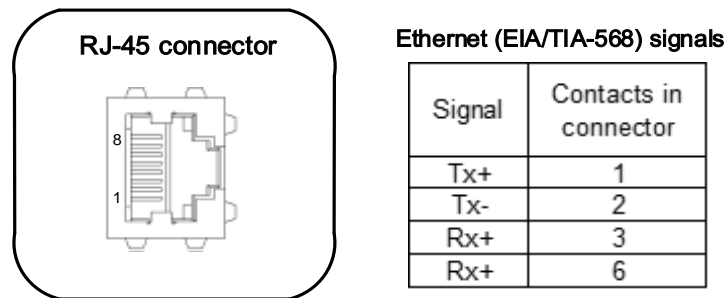 RJ-45 connector
8
1
Ethernet (EIA/TIA-568) signals
Signal Contacts in
connector
Tx+ 1
Tx- 2
Rx+ 3
Rx+ 6